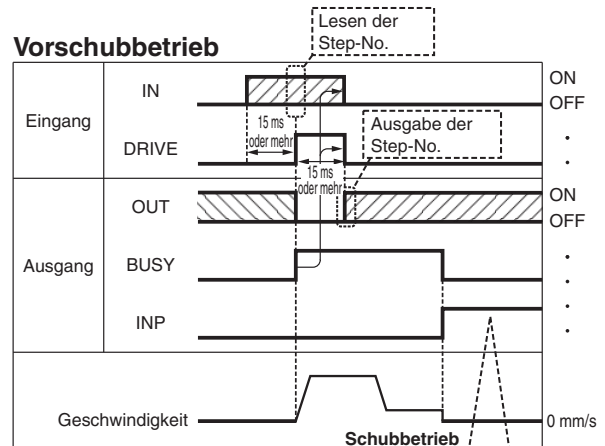 Lesen der
Step-No.
Vorschubbetrieb
Eingang
IN
ON
OFF
15 ms
oder mehr
DRIVE
15 ms
oder mehr
Ausgabe der
Step-No.
Ausgang
OUT
ON
OFF
BUSY
INP
Geschwindigkeit
0 mm/s
Schubbetrieb